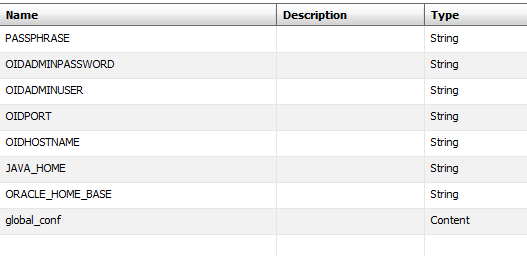 Name Description Type
PASSPHRASE String
OIDADMINPASSWORD String
OIDADMINUSER String
OIDPORT String
OIDHOSTNAME String
JAVA_HOME String
ORACLE_HOME_BASE String
global_conf Content